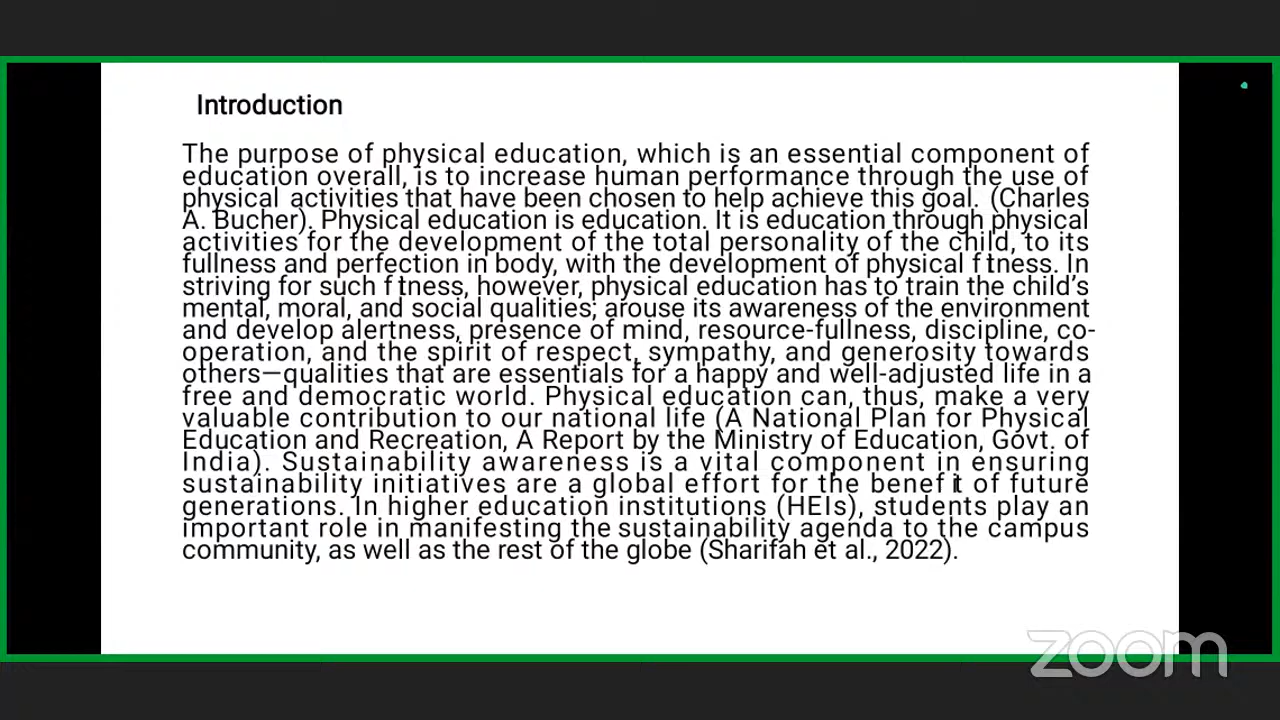 Introduction
The purpose of physical education, which is an essential component of
education overall, is to increase human performance through the use of
physical activities that have been chosen to help achieve this goal. (Charles
A. Bucher). Physical education is education. It is education through physical
activities for the development of the total personality of the child, to its
fullness and perfection in body, with the development of physical fitness. In
striving for such fitness, however, physical education has to train the child’s
mental, moral, and social qualities; arouse its awareness of the environment
and develop alertness, presence of mind, resource-fullness, discipline, co-
operation, and the spirit of respect, sympathy, and generosity towards
others—qualities that are essentials for a happy and well-adjusted life in a
free and democratic world. Physical education can, thus, make a very
valuable contribution to our national life (A National Plan for Physical
Education and Recreation, A Report by the Ministry of Education, Govt. of
India). Sustainability awareness is a vital component in ensuring
sustainability initiatives are a global effort for the benefit of future
generations. In higher education institutions (HEIs), students play an
important role in manifesting the sustainability agenda to the campus
community, as well as the rest of the globe (Sharifah et al., 2022).
zoom